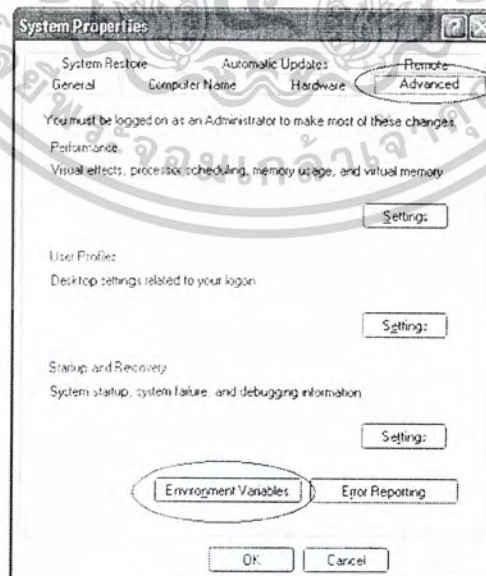 System Properties
System Restore Automatic Updates Remote
General Computer Name Hardware Advanced
You must be logged on as an Administrator to make most of these changes.
Performance
Visual effects, processor scheduling, memory usage, and virtual memory
Settings
User Profiles
Desktop settings related to your logon
Settings
Startup and Recovery
System startup, system failure, and debugging information
Settings
Environment Variables Error Reporting
OK Cancel